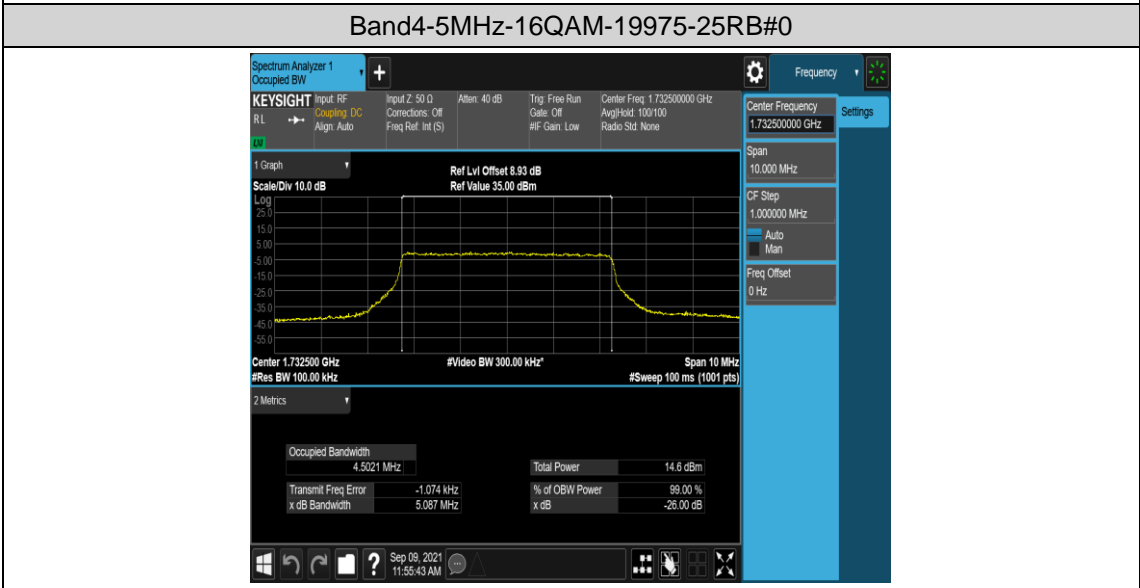 Band4-5MHz-16QAM-19975-25RB#0
Spectrum Analyzer 1
Occupied BW
Frequency
KEYSIGHT
RL
LXI
Input: RF
Coupling: DC
Align: Auto
Input Z: 50 Ω
Corrections: Off
Freq Ref: Int (S)
Atten: 40 dB
Trig: Free Run
Gate: Off
#IF Gain: Low
Center Freq: 1.732500000 GHz
Avg|Hold: 100/100
Radio Std: None
Center Frequency
1.732500000 GHz
Settings
Span
10.000 MHz
CF Step
1.000000 MHz
Auto
Man
Freq Offset
0 Hz
1 Graph
Ref Lvl Offset 8.93 dB
Scale/Div 10.0 dB
Ref Value 35.00 dBm
Log
25.0
15.0
5.00
-5.00
-15.0
-25.0
-35.0
-45.0
-55.0
Center 1.732500 GHz
#Video BW 300.00 kHz*
Span 10 MHz
#Res BW 100.00 kHz
#Sweep 100 ms (1001 pts)
2 Metrics
Occupied Bandwidth
4.5021 MHz
Total Power 14.6 dBm
Transmit Freq Error -1.074 kHz
% of OBW Power 99.00 %
x dB Bandwidth 5.087 MHz
x dB -26.00 dB
?
Sep 09, 2021
11:55:43 AM